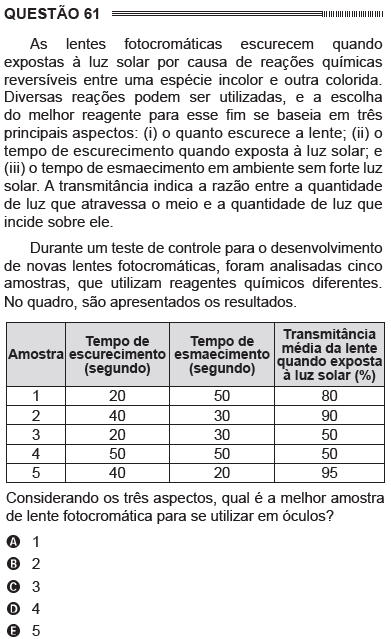 QUESTÃO 61
As lentes fotocromáticas escurecem quando
expostas à luz solar por causa de reações químicas
reversíveis entre uma espécie incolor e outra colorida.
Diversas reações podem ser utilizadas, e a escolha
do melhor reagente para esse fim se baseia em três
principais aspectos: (i) o quanto escurece a lente; (ii) o
tempo de escurecimento quando exposta à luz solar; e
(iii) o tempo de esmaecimento em ambiente sem forte luz
solar. A transmitância indica a razão entre a quantidade
de luz que atravessa o meio e a quantidade de luz que
incide sobre ele.
Durante um teste de controle para o desenvolvimento
de novas lentes fotocromáticas, foram analisadas cinco
amostras, que utilizam reagentes químicos diferentes.
No quadro, são apresentados os resultados.
Amostra Tempo de escurecimento (segundo) Tempo de esmaecimento (segundo) Transmitância média da lente quando exposta à luz solar (%)
1 20 50 80
2 40 30 90
3 20 30 50
4 50 50 50
5 40 20 95
Considerando os três aspectos, qual é a melhor amostra
de lente fotocromática para se utilizar em óculos?
A 1
B 2
C 3
D 4
E 5